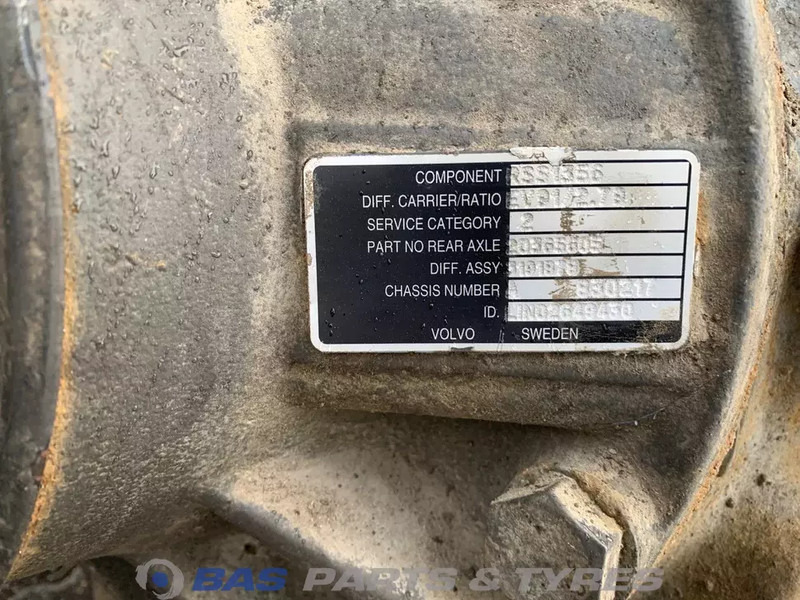 COMPONENT RSS1356
DIFF. CARRIER/RATIO
SERVICE CATEGORY 2
PART NO REAR AXLE 20365605
DIFF. ASSY
CHASSIS NUMBER A
ID.
VOLVO SWEDEN
BAS PARTS & TYRES